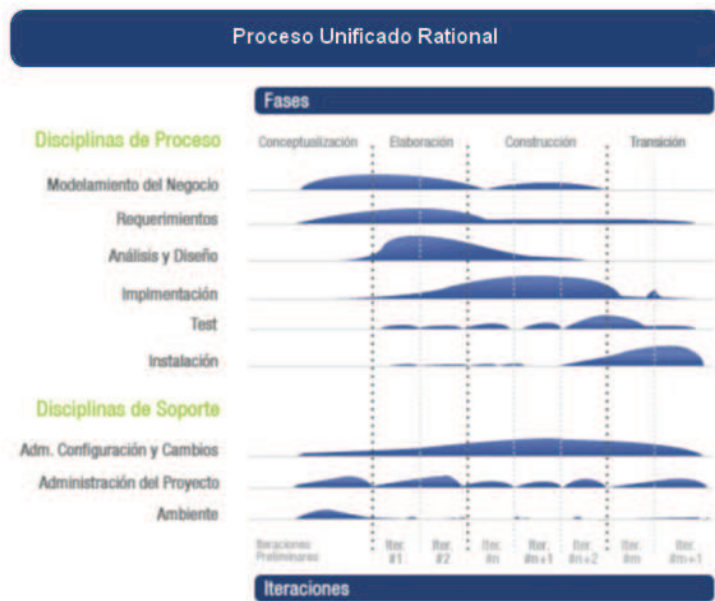 Proceso Unificado Rational
Fases
Disciplinas de Proceso
Conceptualización Elaboración Construcción Transición
Modelamiento del Negocio
Requerimientos
Análisis y Diseño
Implmentación
Test
Instalación
Disciplinas de Soporte
Adm. Configuración y Cambios
Administración del Proyecto
Ambiente
Iteraciones Iter. Iter. Iter. Iter. Iter. Iter. Iter.
Preliminares #1 #2 #n #n+1 #n+2 #m #m+1
Iteraciones